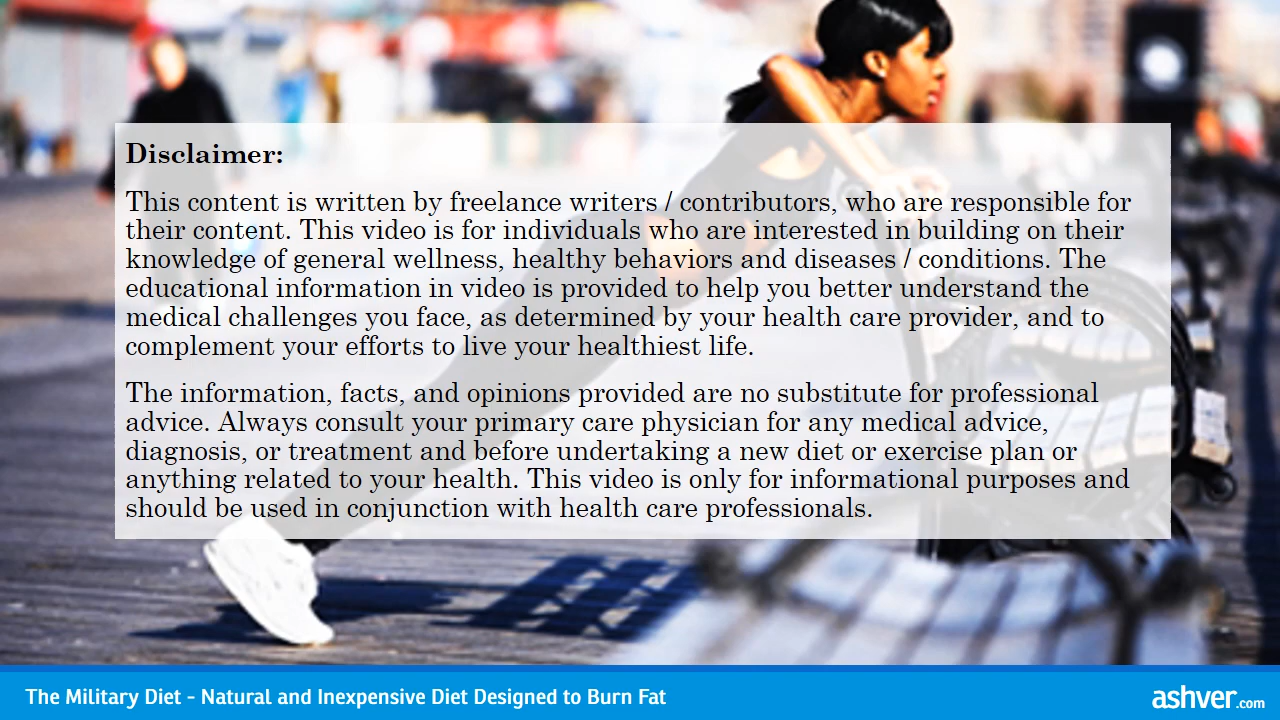 Disclaimer:
This content is written by freelance writers / contributors, who are responsible for
their content. This video is for individuals who are interested in building on their
knowledge of general wellness, healthy behaviors and diseases / conditions. The
educational information in video is provided to help you better understand the
medical challenges you face, as determined by your health care provider, and to
complement your efforts to live your healthiest life.
The information, facts, and opinions provided are no substitute for professional
advice. Always consult your primary care physician for any medical advice,
diagnosis, or treatment and before undertaking a new diet or exercise plan or
anything related to your health. This video is only for informational purposes and
should be used in conjunction with health care professionals.
The Military Diet - Natural and Inexpensive Diet Designed to Burn Fat
ashver.com